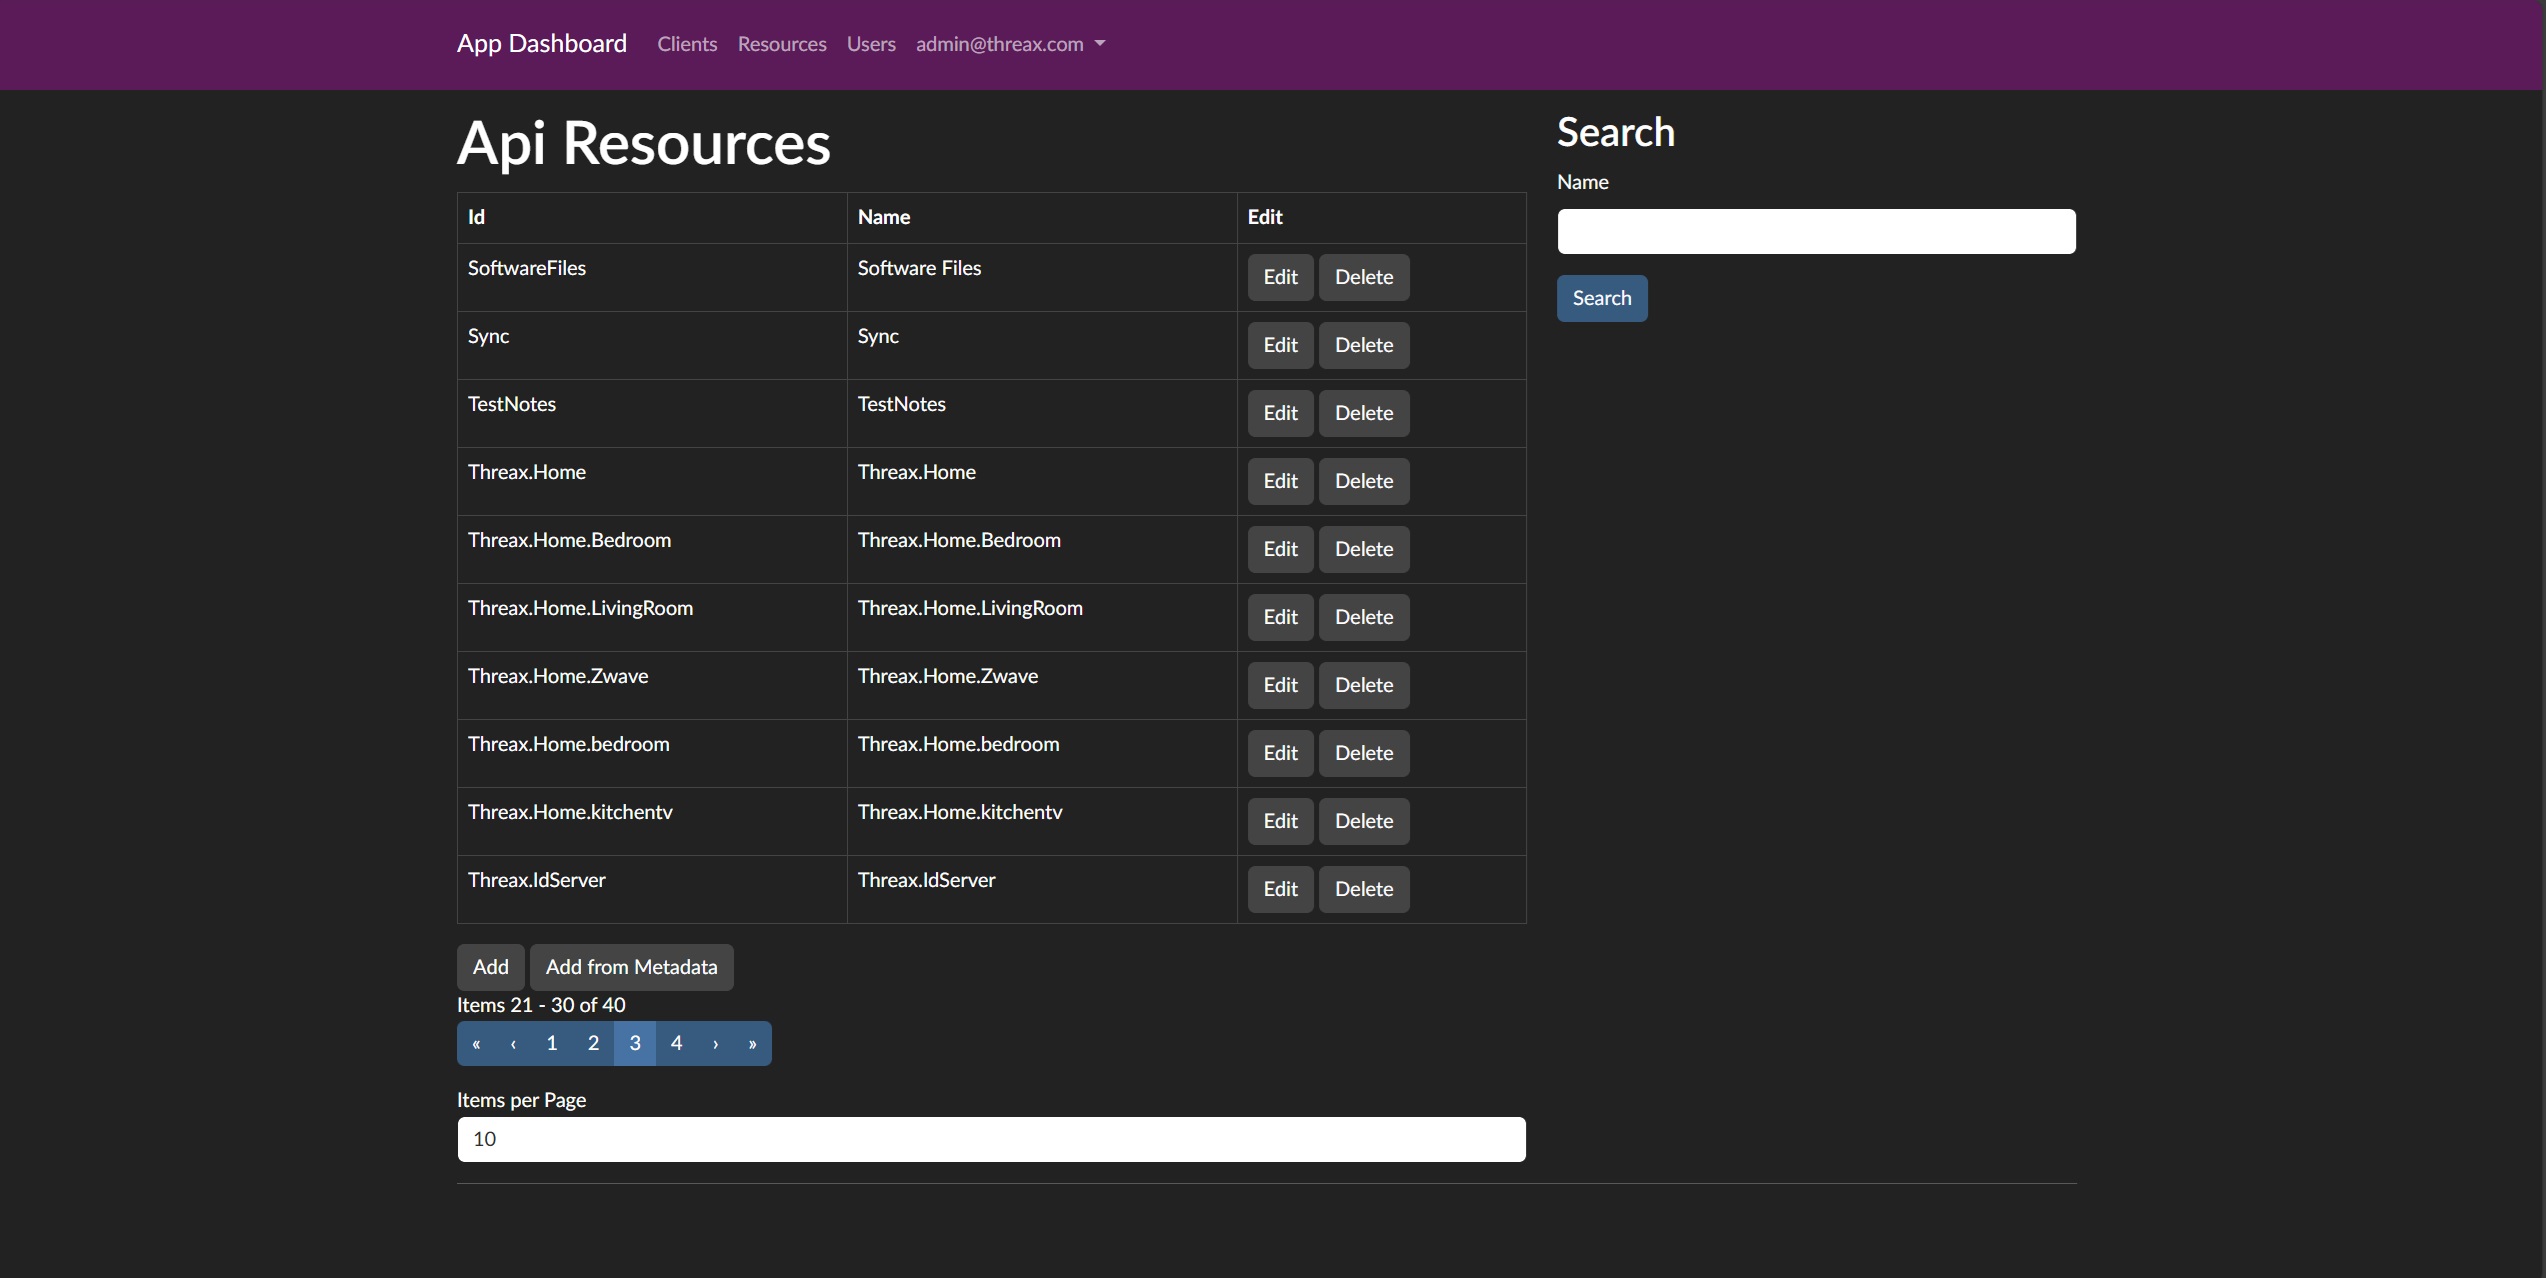 App Dashboard Clients Resources Users admin@threax.com
Api Resources
Id Name Edit
SoftwareFiles Software Files Edit Delete
Sync Sync Edit Delete
TestNotes TestNotes Edit Delete
Threax.Home Threax.Home Edit Delete
Threax.Home.Bedroom Threax.Home.Bedroom Edit Delete
Threax.Home.LivingRoom Threax.Home.LivingRoom Edit Delete
Threax.Home.Zwave Threax.Home.Zwave Edit Delete
Threax.Home.bedroom Threax.Home.bedroom Edit Delete
Threax.Home.kitchentv Threax.Home.kitchentv Edit Delete
Threax.IdServer Threax.IdServer Edit Delete
Add Add from Metadata
Items 21 - 30 of 40
« ‹ 1 2 3 4 › »
Items per Page
10
Search
Name
Search